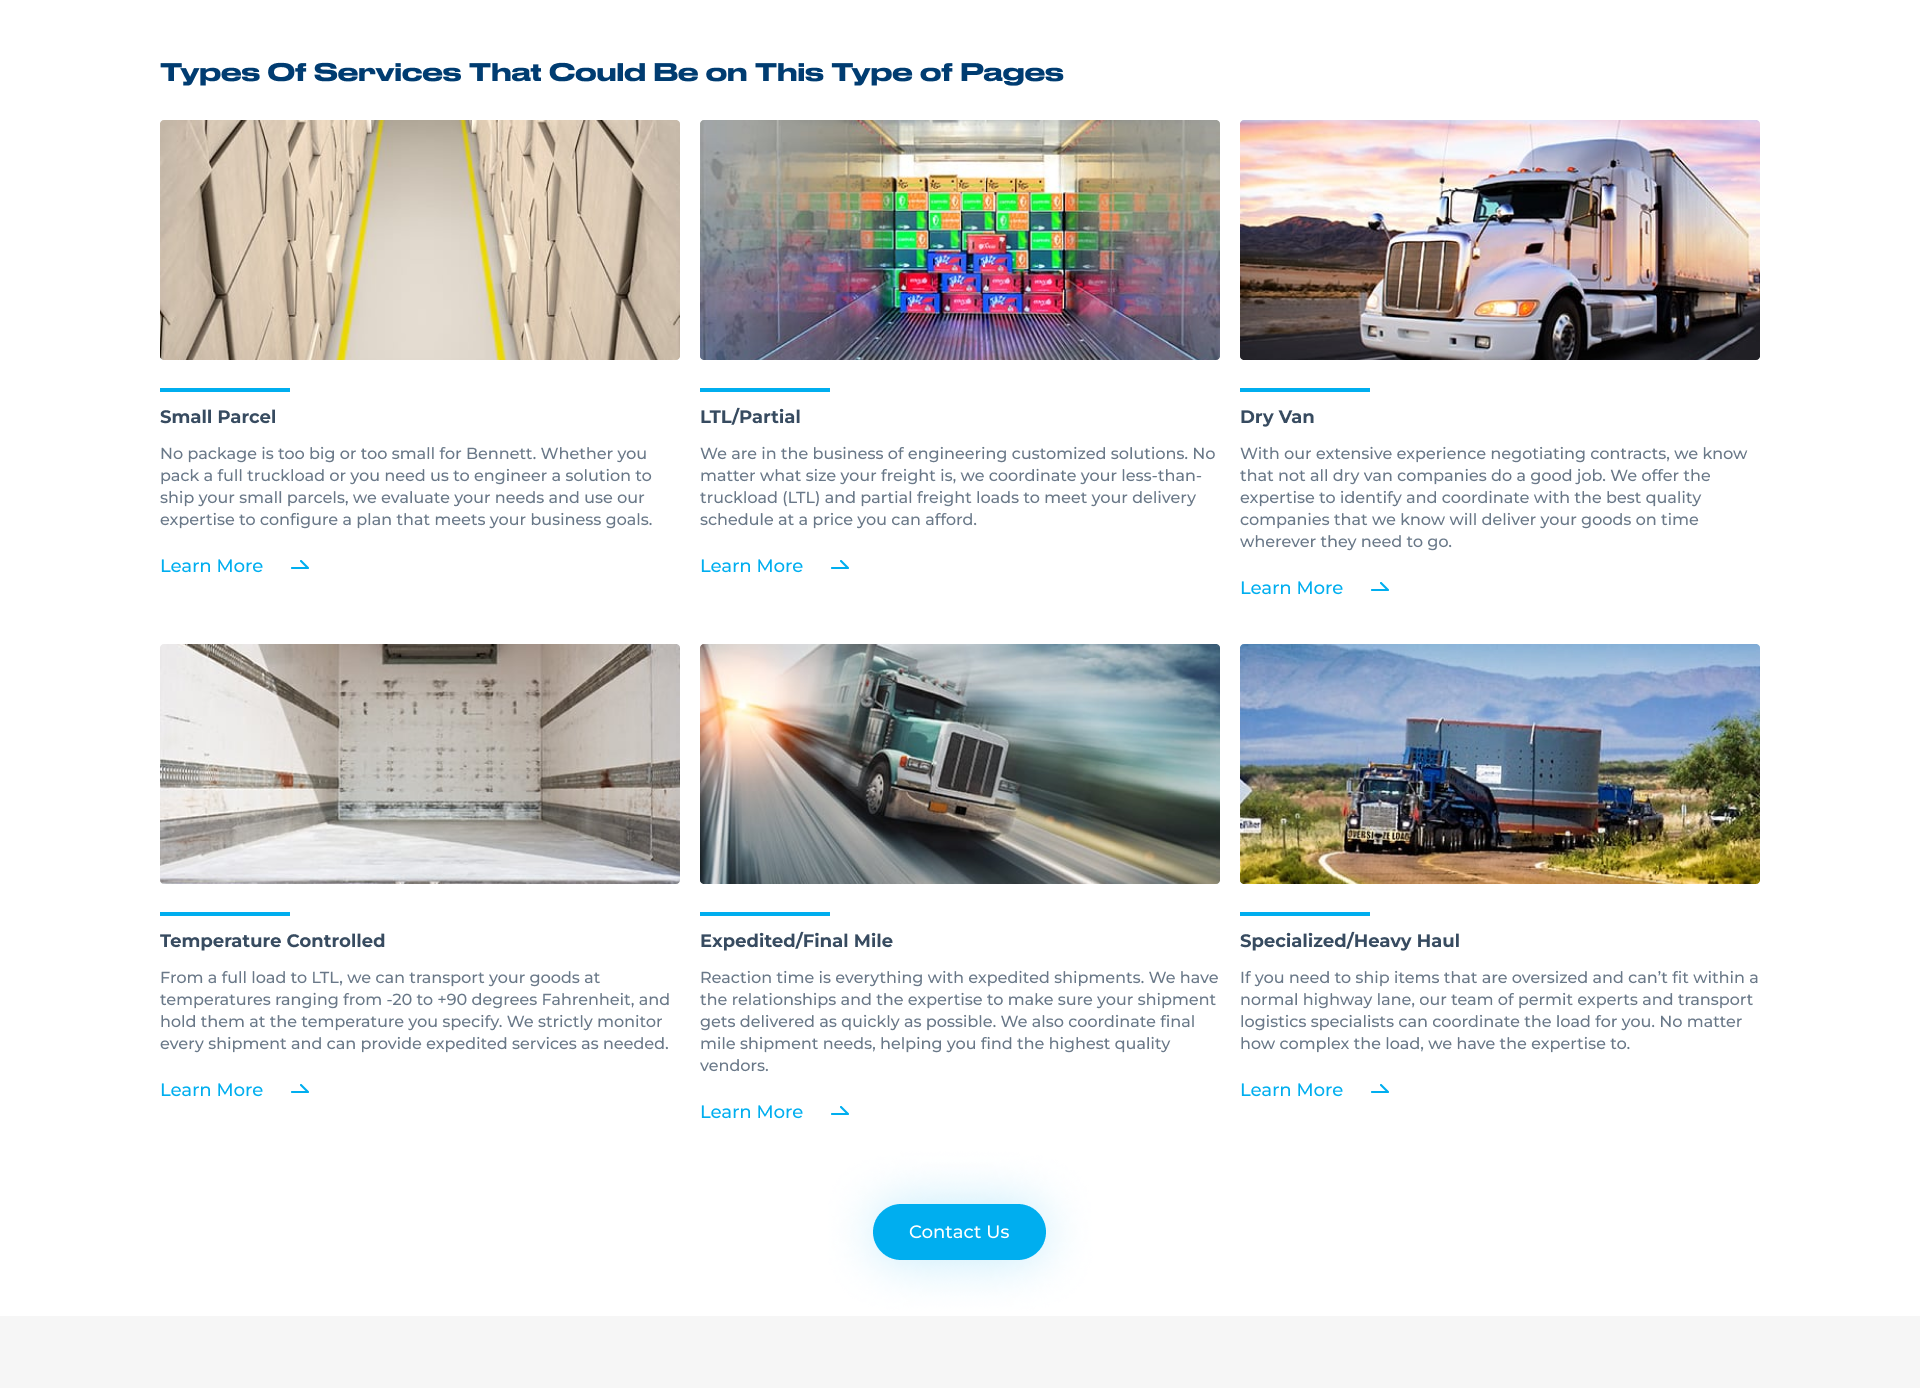 Types Of Services That Could Be on This Type of Pages
Small Parcel
No package is too big or too small for Bennett. Whether you
pack a full truckload or you need us to engineer a solution to
ship your small parcels, we evaluate your needs and use our
expertise to configure a plan that meets your business goals.
Learn More
LTL/Partial
We are in the business of engineering customized solutions. No
matter what size your freight is, we coordinate your less-than-
truckload (LTL) and partial freight loads to meet your delivery
schedule at a price you can afford.
Learn More
Dry Van
With our extensive experience negotiating contracts, we know
that not all dry van companies do a good job. We offer the
expertise to identify and coordinate with the best quality
companies that we know will deliver your goods on time
wherever they need to go.
Learn More
Temperature Controlled
From a full load to LTL, we can transport your goods at
temperatures ranging from -20 to +90 degrees Fahrenheit, and
hold them at the temperature you specify. We strictly monitor
every shipment and can provide expedited services as needed.
Learn More
Expedited/Final Mile
Reaction time is everything with expedited shipments. We have
the relationships and the expertise to make sure your shipment
gets delivered as quickly as possible. We also coordinate final
mile shipment needs, helping you find the highest quality
vendors.
Learn More
OVERSIZE LOAD
Specialized/Heavy Haul
If you need to ship items that are oversized and can’t fit within a
normal highway lane, our team of permit experts and transport
logistics specialists can coordinate the load for you. No matter
how complex the load, we have the expertise to.
Learn More
Contact Us